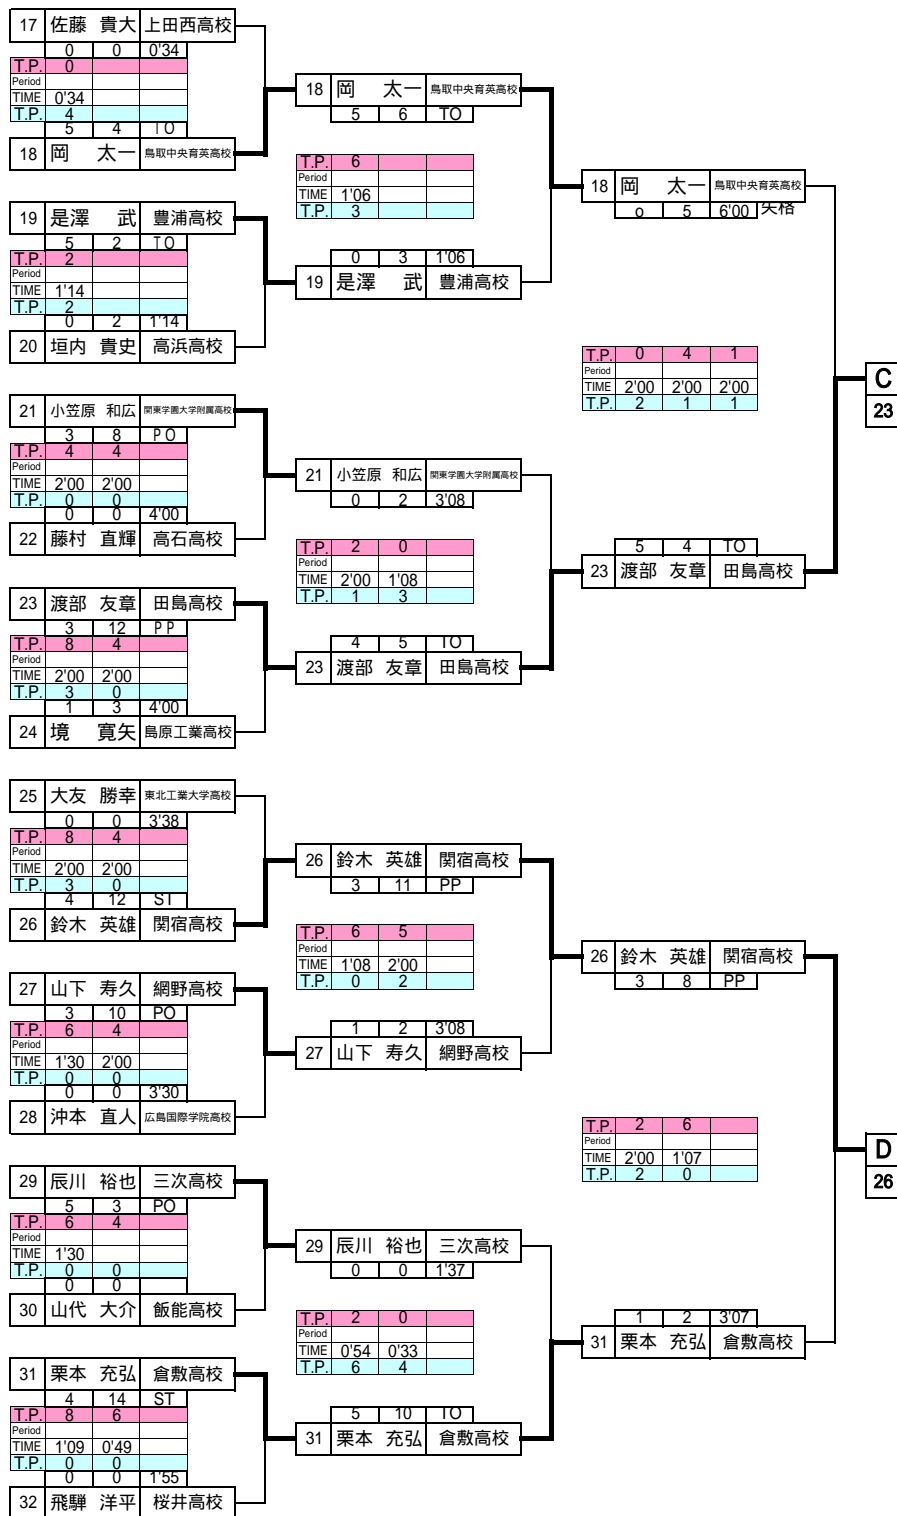 17 佐藤 貴大 上田西高校
0 0 0'34
T.P. 0
Period
TIME 0'34
T.P. 4
5 4 TO
18 岡 太一 鳥取中央育英高校
19 是澤 武 豊浦高校
5 2 TO
T.P. 2
Period
TIME 1'14
T.P. 2
0 2 1'14
20 垣内 貴史 高浜高校
21 小笠原 和広 関東学園大学附属高校
3 8 PO
T.P. 4 4
Period
TIME 2'00 2'00
T.P. 0 0
0 0 4'00
22 藤村 直輝 高石高校
23 渡部 友章 田島高校
3 12 PP
T.P. 8 4
Period
TIME 2'00 2'00
T.P. 3 0
1 3 4'00
24 境 寛矢 島原工業高校
25 大友 勝幸 東北工業大学高校
0 0 3'38
T.P. 8 4
Period
TIME 2'00 2'00
T.P. 3 0
4 12 ST
26 鈴木 英雄 関宿高校
27 山下 寿久 網野高校
3 10 PO
T.P. 6 4
Period
TIME 1'30 2'00
T.P. 0 0
0 0 3'30
28 沖本 直人 広島国際学院高校
29 辰川 裕也 三次高校
5 3 PO
T.P. 6 4
Period
TIME 1'30
T.P. 0 0
0 0
30 山代 大介 飯能高校
31 栗本 充弘 倉敷高校
4 14 ST
T.P. 8 6
Period
TIME 1'09 0'49
T.P. 0 0
0 0 1'55
32 飛騨 洋平 桜井高校
18 岡 太一 鳥取中央育英高校
5 6 TO
T.P. 6
Period
TIME 1'06
T.P. 3
0 3 1'06
19 是澤 武 豊浦高校
21 小笠原 和広 関東学園大学附属高校
0 2 3'08
T.P. 2 0
Period
TIME 2'00 1'08
T.P. 1 3
4 5 TO
23 渡部 友章 田島高校
26 鈴木 英雄 関宿高校
3 11 PP
T.P. 6 5
Period
TIME 1'08 2'00
T.P. 0 2
1 2 3'08
27 山下 寿久 網野高校
29 辰川 裕也 三次高校
0 0 1'37
T.P. 2 0
Period
TIME 0'54 0'33
T.P. 6 4
5 10 TO
31 栗本 充弘 倉敷高校
18 岡 太一 鳥取中央育英高校
o 5 6'00 失格
T.P. 0 4 1
Period
TIME 2'00 2'00 2'00
T.P. 2 1 1
5 4 TO
23 渡部 友章 田島高校
26 鈴木 英雄 関宿高校
3 8 PP
T.P. 2 6
Period
TIME 2'00 1'07
T.P. 2 0
1 2 3'07
31 栗本 充弘 倉敷高校
C
23
D
26